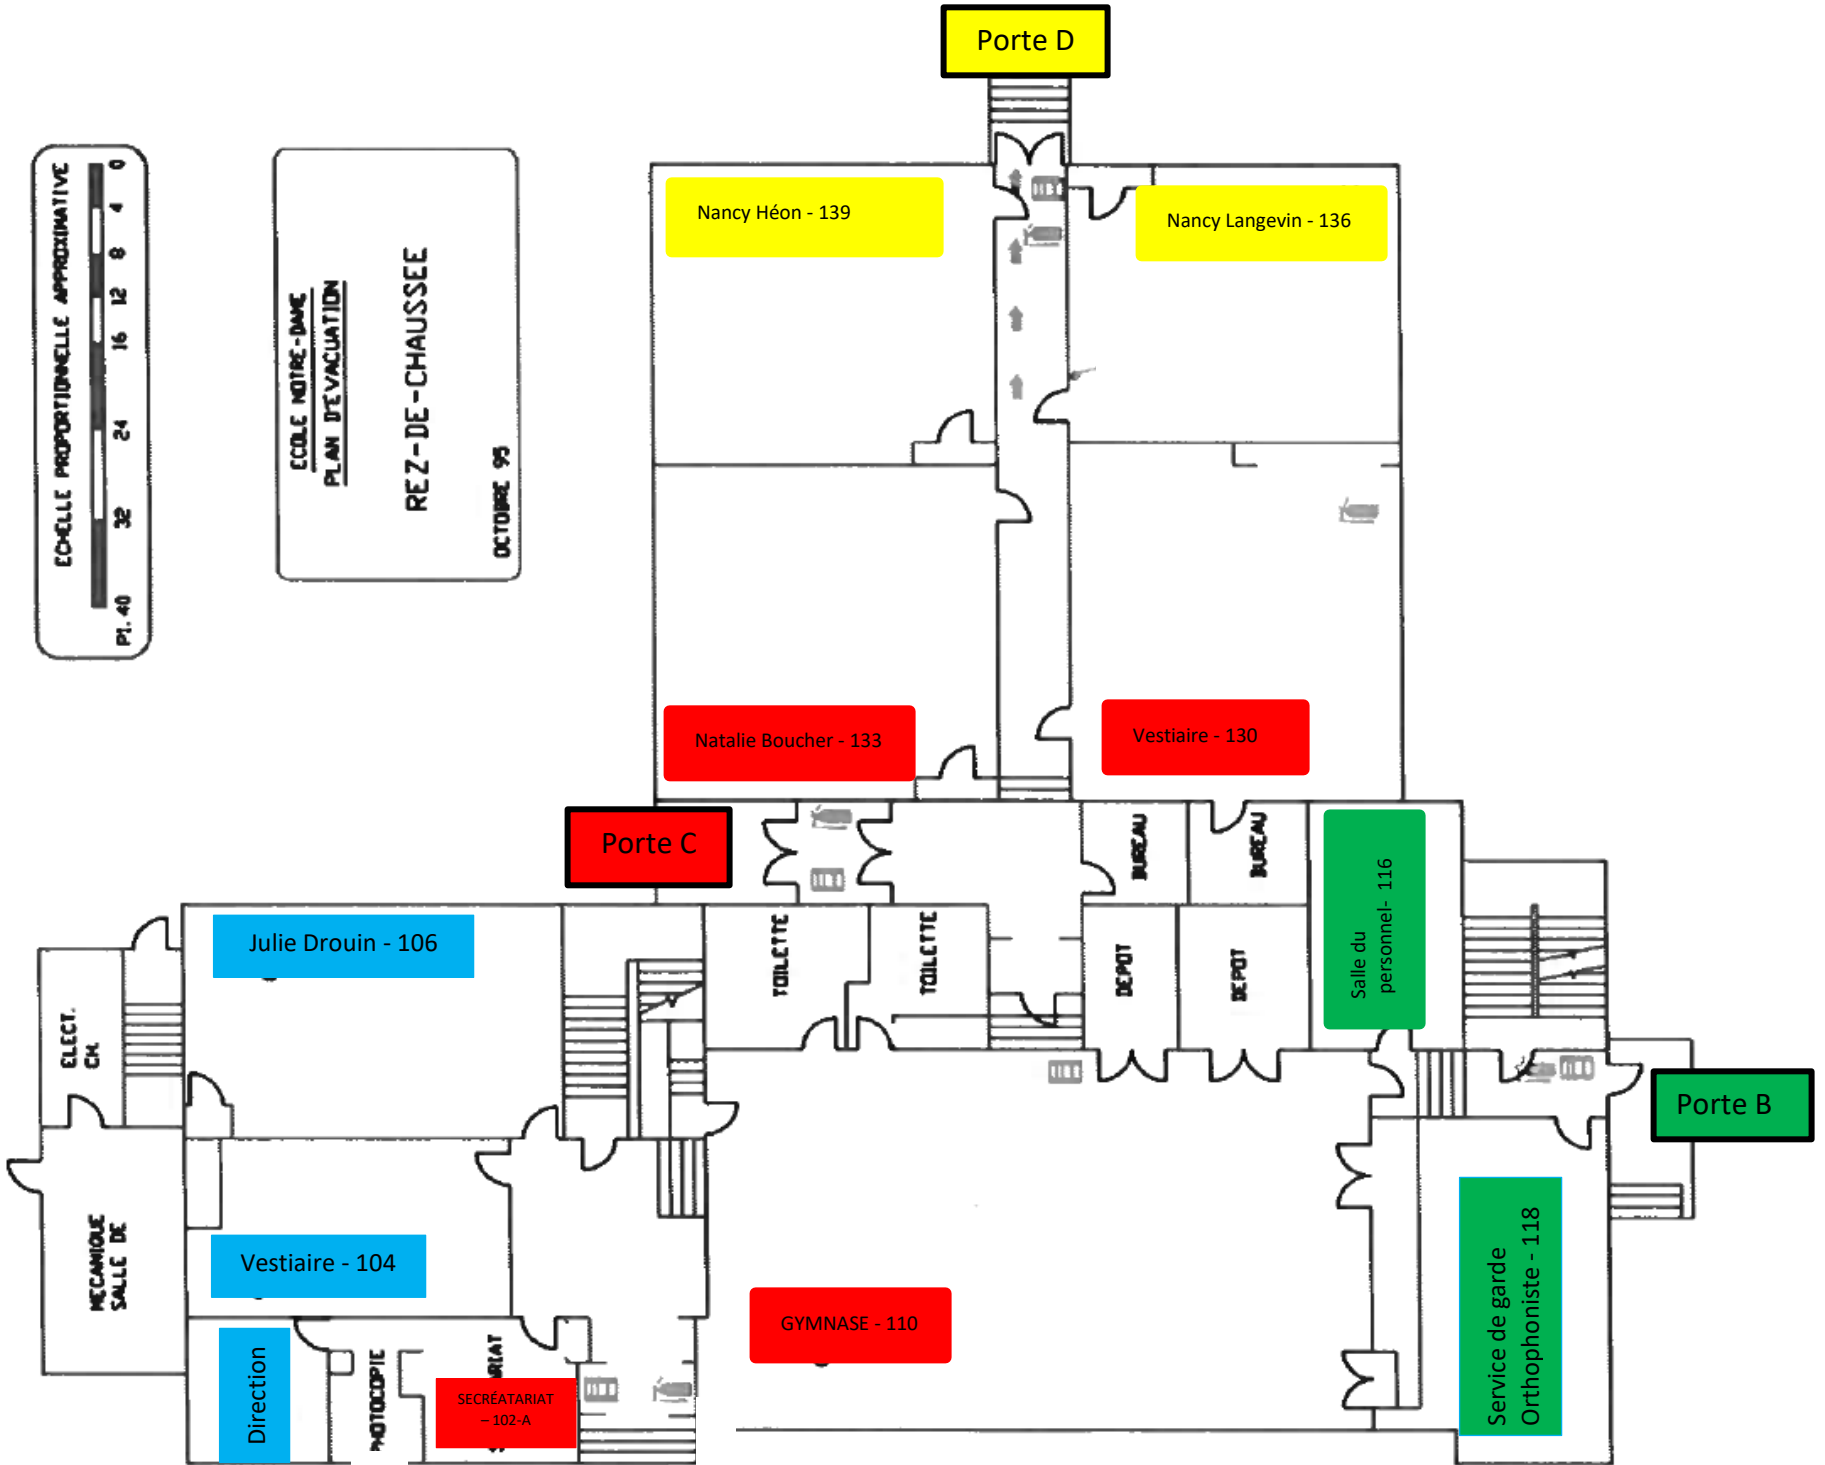 Porte D
ECHELLE PROPORTIONNELLE APPROXIMATIVE
0 4 8 12 16 24 32 PI. 40
ECOLE NOTRE-DAME
PLAN D'EVACUATION
REZ-DE-CHAUSSEE
OCTOBRE 95
Nancy Héon - 139
Nancy Langevin - 136
Natalie Boucher - 133
Vestiaire - 130
Porte C
BUREAU
BUREAU
Salle du
personnel- 116
Julie Drouin - 106
TOILETTE
TOILETTE
DEPOT
DEPOT
ELECT.
CH.
Porte B
MECANIQUE
SALLE DE
Vestiaire - 104
GYMNASE - 110
Service de garde
Orthophoniste - 118
Direction
PHOTOCOPIE
SECRÉATARIAT
– 102-A